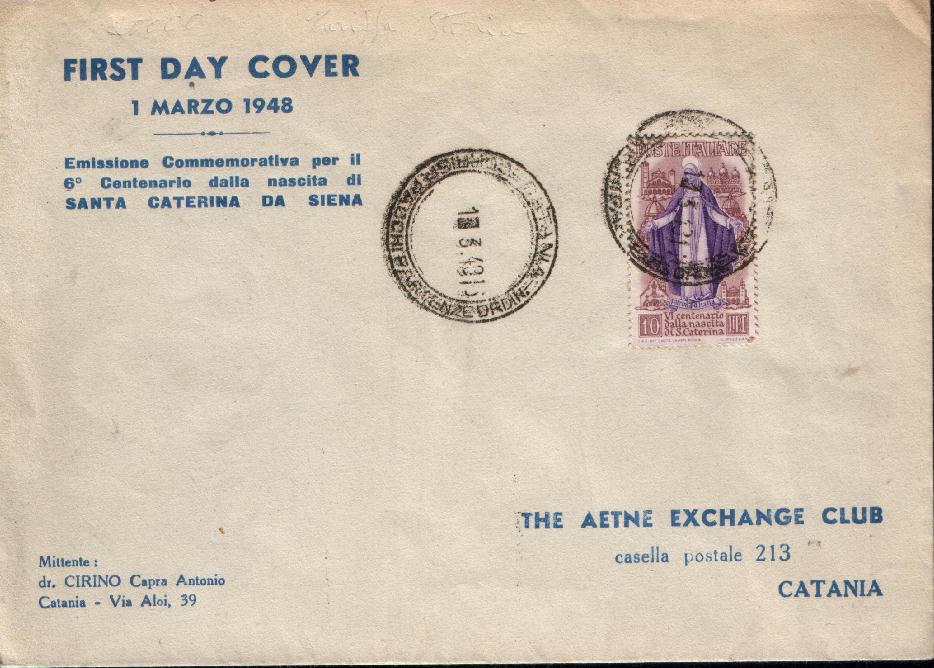 FIRST DAY COVER
1 MARZO 1948
Emissione Commemorativa per il
6° Centenario dalla nascita di
SANTA CATERINA DA SIENA
CATANIA
POSTE ITALIANE
10 LIRE
VI centenario
dalla nascita
di S. Caterina
THE AETNE EXCHANGE CLUB
casella postale 213
CATANIA
Mittente :
dr. CIRINO Capra Antonio
Catania - Via Aloi, 39